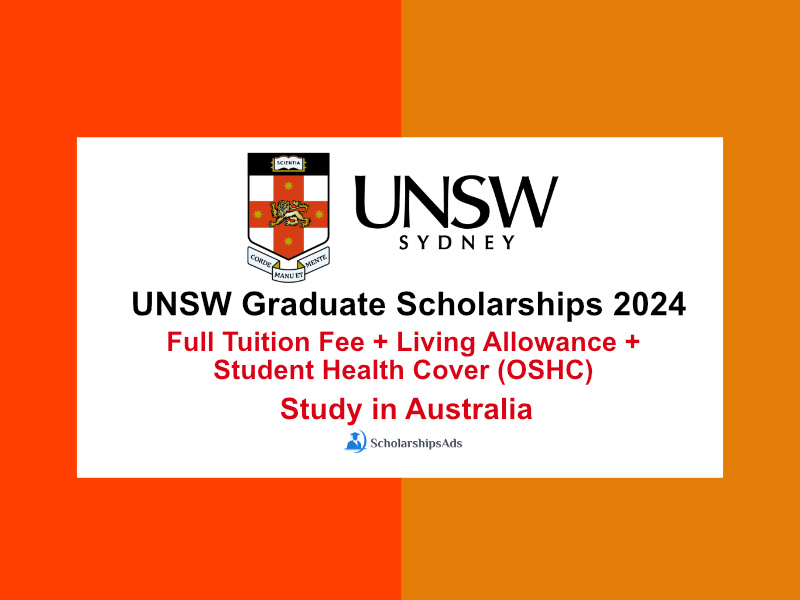 SCIENTIA
UNSW
SYDNEY
CORDE
MANU ET
MENTE
UNSW Graduate Scholarships 2024
Full Tuition Fee + Living Allowance +
Student Health Cover (OSHC)
Study in Australia
ScholarshipsAds